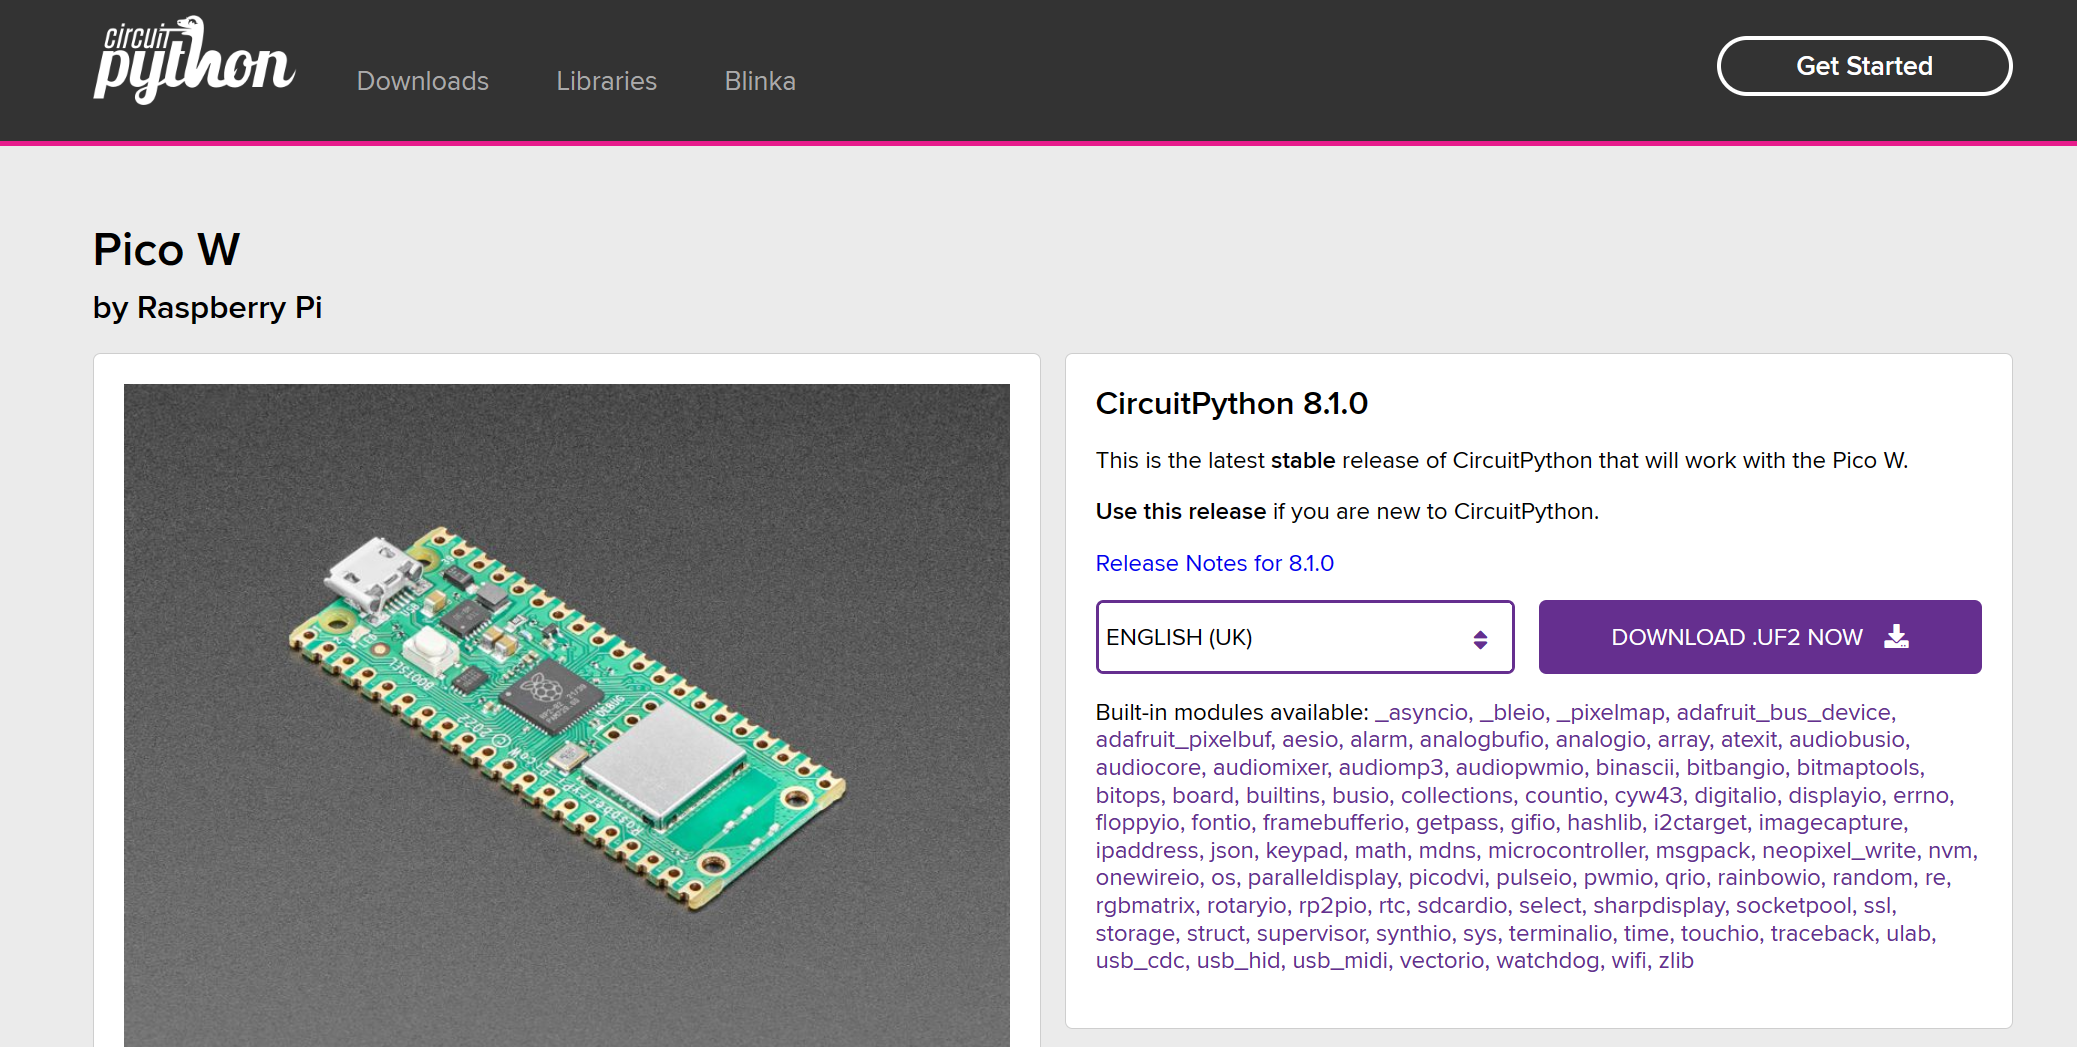 circuit
python
Downloads
Libraries
Blinka
Get Started
Pico W
by Raspberry Pi
USB
BOOTSEL
DEBUG
Raspberry Pi Pico W ©2022
CircuitPython 8.1.0
This is the latest stable release of CircuitPython that will work with the Pico W.
Use this release if you are new to CircuitPython.
Release Notes for 8.1.0
ENGLISH (UK)
DOWNLOAD .UF2 NOW
Built-in modules available: _asyncio, _bleio, _pixelmap, adafruit_bus_device,
adafruit_pixelbuf, aesio, alarm, analogbufio, analogio, array, atexit, audiobusio,
audiocore, audiomixer, audiomp3, audiopwmio, binascii, bitbangio, bitmaptools,
bitops, board, builtins, busio, collections, countio, cyw43, digitalio, displayio, errno,
floppyio, fontio, framebufferio, getpass, gifio, hashlib, i2ctarget, imagecapture,
ipaddress, json, keypad, math, mdns, microcontroller, msgpack, neopixel_write, nvm,
onewireio, os, paralleldisplay, picodvi, pulseio, pwmio, qrio, rainbowio, random, re,
rgbmatrix, rotaryio, rp2pio, rtc, sdcardio, select, sharpdisplay, socketpool, ssl,
storage, struct, supervisor, synthio, sys, terminalio, time, touchio, traceback, ulab,
usb_cdc, usb_hid, usb_midi, vectorio, watchdog, wifi, zlib